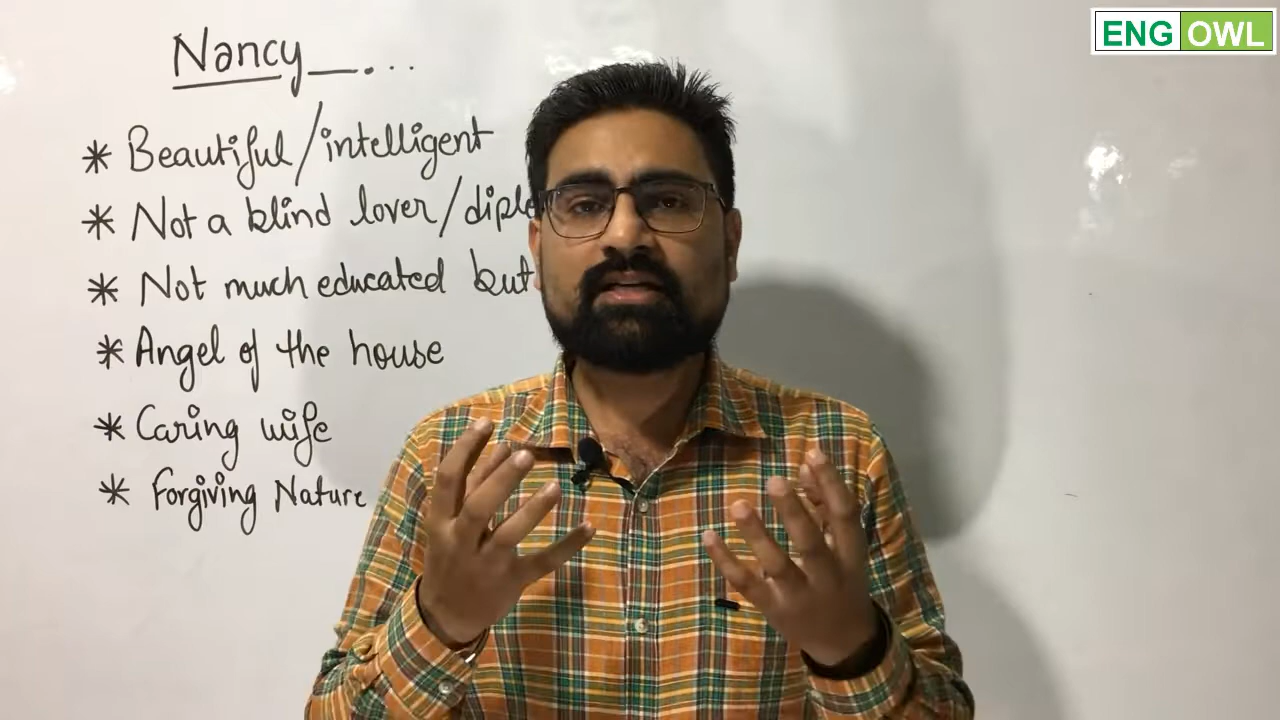 ENG OWL
Nancy_...
* Beautiful/intelligent
* Not a blind lover/
* Not much educated but
* Angel of the house
* Caring wife
* Forgiving Nature